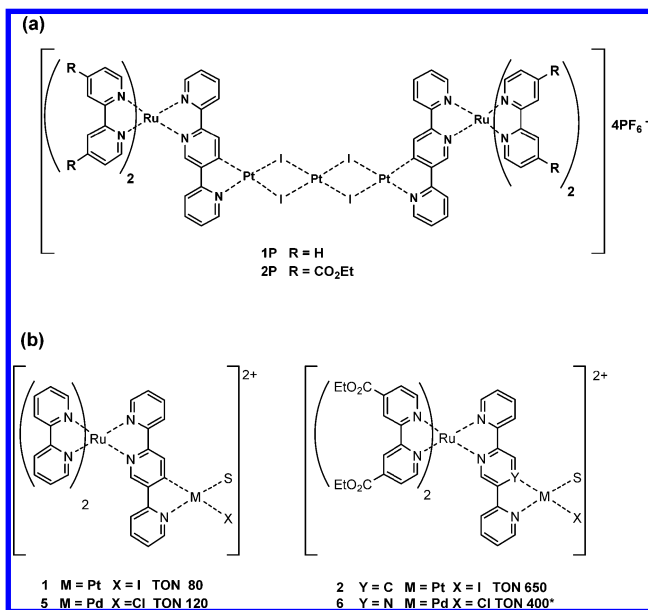 (a)
R R
N N N N
Ru Ru
N N N N
4PF6 -
R 2 I I 2 R
N Pt Pt Pt N
I I
1P R = H
2P R = CO2Et
(b)
2+ 2+
EtO2C
N N N N
Ru Ru
N N N N
S Y S
EtO2C
2 M 2 M
N X N X
1 M = Pt X = I TON 80
5 M = Pd X =Cl TON 120
2 Y = C M = Pt X = I TON 650
6 Y = N M = Pd X = Cl TON 400*